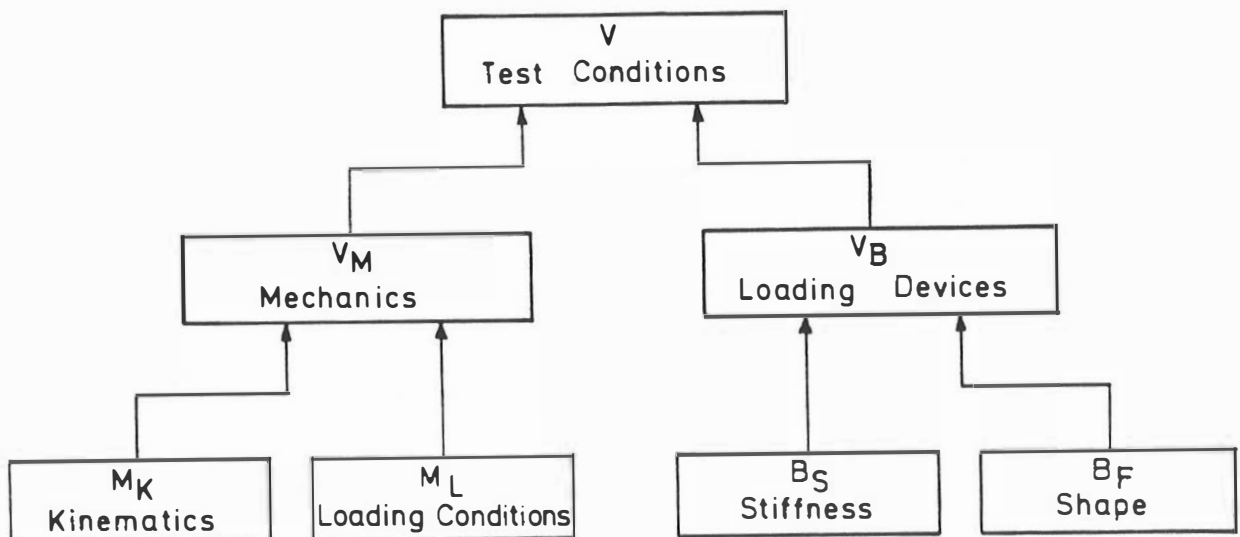 V
Test Conditions
V_M
Mechanics
V_B
Loading Devices
M_K
Kinematics
M_L
Loading Conditions
B_S
Stiffness
B_F
Shape